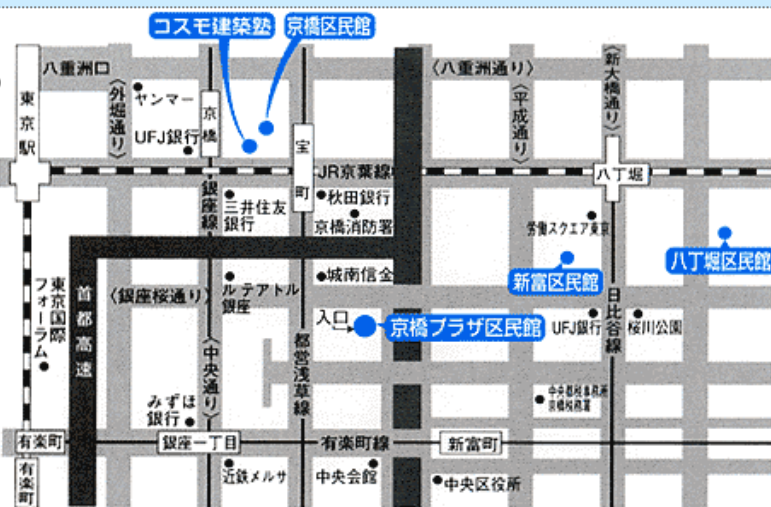 コスモ建築塾
京橋区民館
八重洲口
〈八重洲通り〉
〈新大橋通り〉
東京駅
〈外堀通り〉
ヤンマー
京橋
UFJ銀行
宝町
〈平成通り〉
JR京葉線
八丁堀
銀座線
三井住友
銀行
秋田銀行
京橋消防署
労働スクエア東京
八丁堀区民館
新富区民館
東京国際
フォーラム
首都高速
〈銀座桜通り〉
ル テアトル
銀座
城南信金
入口
京橋プラザ区民館
UFJ銀行
日比谷線
桜川公園
〈中央通り〉
都営浅草線
みずほ
銀行
中央都税事務所
京橋税務署
有楽町
銀座一丁目
有楽町線
新富町
有楽町
近鉄メルサ
中央会館
中央区役所